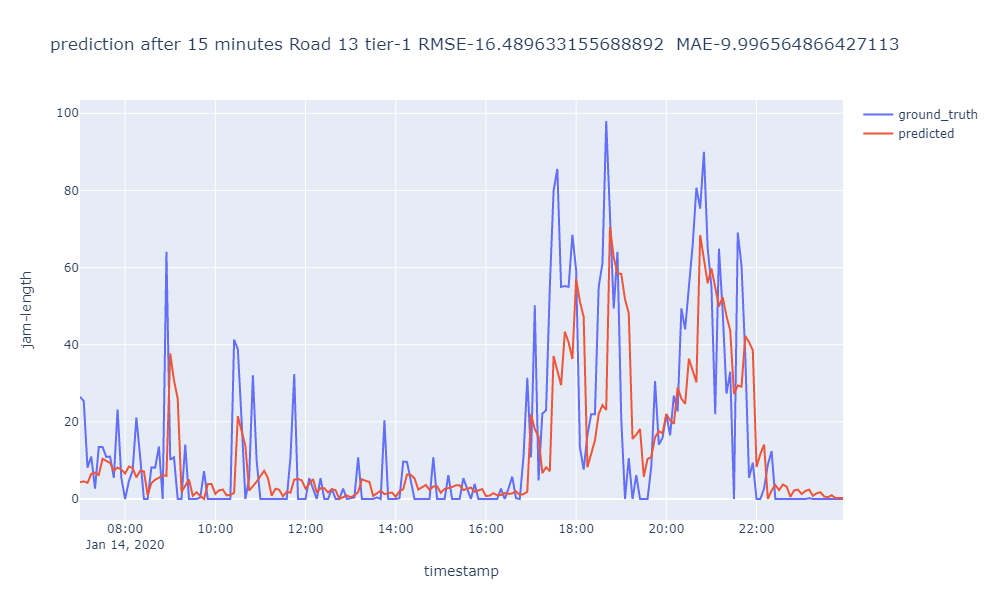 prediction after 15 minutes Road 13 tier-1 RMSE-16.489633155688892  MAE-9.996564866427113
ground_truth
predicted
100
80
60
40
20
0
jam-length
08:00 10:00 12:00 14:00 16:00 18:00 20:00 22:00
Jan 14, 2020
timestamp